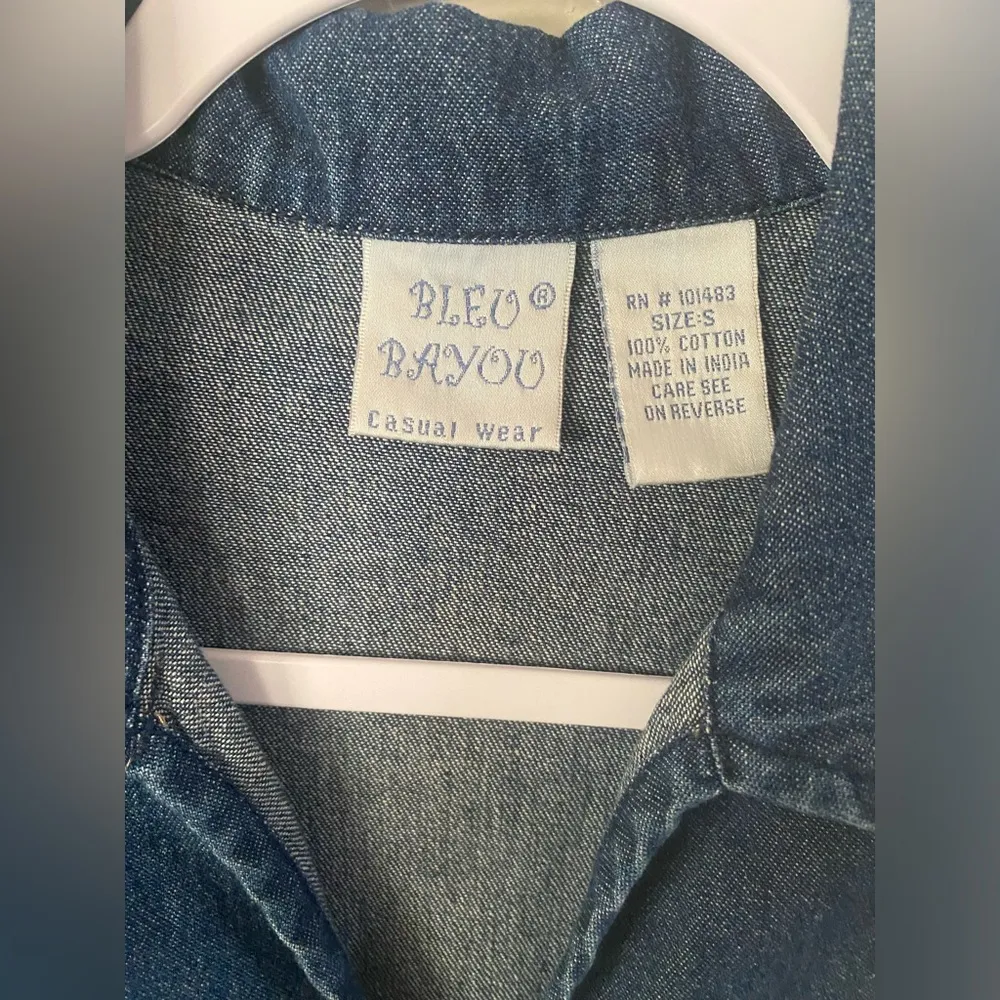 BLEU®
BAYOU
Casual wear
RN # 101483
SIZE:S
100% COTTON
MADE IN INDIA
CARE SEE
ON REVERSE